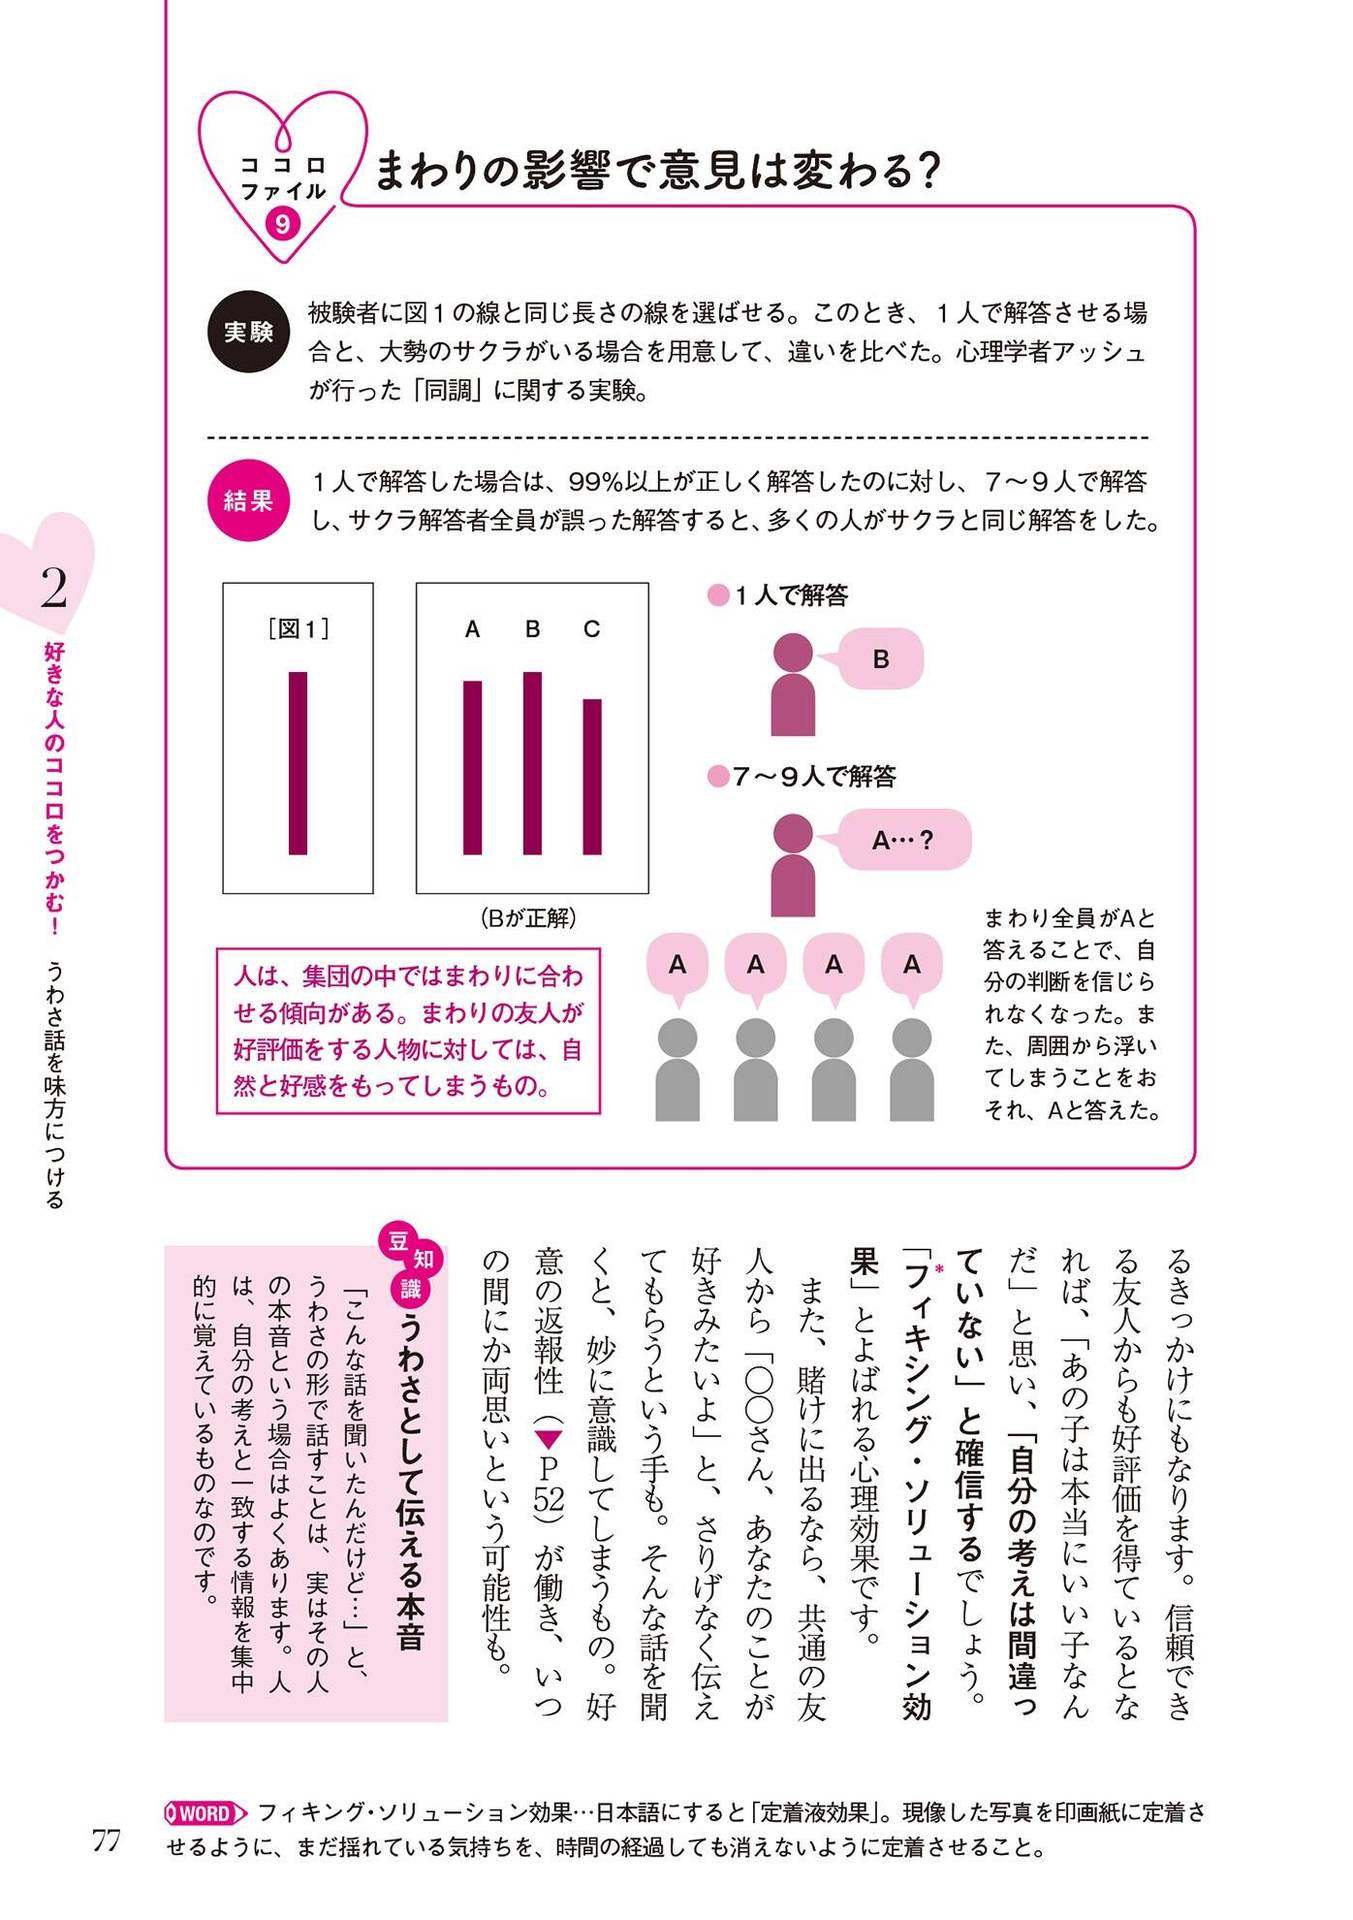 ココロ
ファイル
9
まわりの影響で意見は変わる？
実験
被験者に図1の線と同じ長さの線を選ばせる。このとき、1人で解答させる場
合と、大勢のサクラがいる場合を用意して、違いを比べた。心理学者アッシュ
が行った「同調」に関する実験。
結果
1人で解答した場合は、99%以上が正しく解答したのに対し、7〜9人で解答
し、サクラ解答者全員が誤った解答すると、多くの人がサクラと同じ解答をした。
［図1］
A B C
（Bが正解）
●1人で解答
B
●7〜9人で解答
A…？
A A A A
まわり全員がAと
答えることで、自
分の判断を信じら
れなくなった。ま
た、周囲から浮い
てしまうことをお
それ、Aと答えた。
人は、集団の中ではまわりに合わ
せる傾向がある。まわりの友人が
好評価をする人物に対しては、自
然と好感をもってしまうもの。
2
好きな人のココロをつかむ！ うわさ話を味方につける
るきっかけにもなります。信頼でき
る友人からも好評価を得ているとな
れば、「あの子は本当にいい子なん
だ」と思い、「自分の考えは間違っ
ていない」と確信するでしょう。
「フィキシング・ソリューション効
*
果」とよばれる心理効果です。
また、賭けに出るなら、共通の友
人から「〇〇さん、あなたのことが
好きみたいよ」と、さりげなく伝え
てもらうという手も。そんな話を聞
くと、妙に意識してしまうもの。好
意の返報性（▼P52）が働き、いつ
の間にか両思いという可能性も。
豆知識
うわさとして伝える本音
「こんな話を聞いたんだけど…」と、
うわさの形で話すことは、実はその人
の本音という場合はよくあります。人
は、自分の考えと一致する情報を集中
的に覚えているものなのです。
WORD フィキング・ソリューション効果…日本語にすると「定着液効果」。現像した写真を印画紙に定着さ
せるように、まだ揺れている気持ちを、時間の経過しても消えないように定着させること。
77